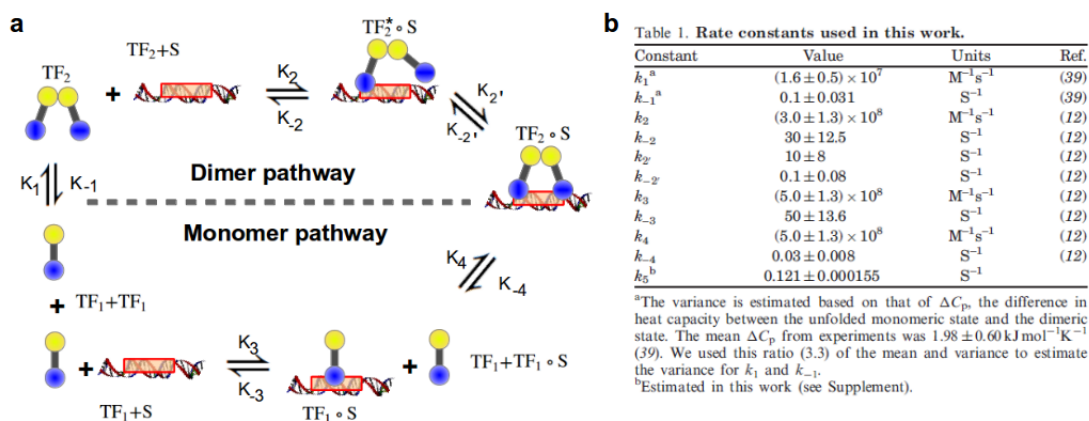 a
TF₂+S
TF₂*∘S
TF₂
+
K₂
K₋₂
K₂'
K₋₂'
TF₂∘S
K₁
K₋₁
Dimer pathway
Monomer pathway
K₄
K₋₄
+
TF₁+TF₁
+
K₃
K₋₃
+
TF₁+TF₁∘S
TF₁+S
TF₁∘S
b
Table 1. Rate constants used in this work.
Constant Value Units Ref.
k₁ᵃ (1.6±0.5)×10⁷ M⁻¹s⁻¹ (39)
k₋₁ᵃ 0.1±0.031 S⁻¹ (39)
k₂ (3.0±1.3)×10⁸ M⁻¹s⁻¹ (12)
k₋₂ 30±12.5 S⁻¹ (12)
k₂′ 10±8 S⁻¹ (12)
k₋₂′ 0.1±0.08 S⁻¹ (12)
k₃ (5.0±1.3)×10⁸ M⁻¹s⁻¹ (12)
k₋₃ 50±13.6 S⁻¹ (12)
k₄ (5.0±1.3)×10⁸ M⁻¹s⁻¹ (12)
k₋₄ 0.03±0.008 S⁻¹ (12)
k₅ᵇ 0.121±0.000155 S⁻¹
ᵃThe variance is estimated based on that of ΔCₚ, the difference in
heat capacity between the unfolded monomeric state and the dimeric
state. The mean ΔCₚ from experiments was 1.98±0.60 kJ mol⁻¹K⁻¹
(39). We used this ratio (3.3) of the mean and variance to estimate
the variance for k₁ and k₋₁.
ᵇEstimated in this work (see Supplement).